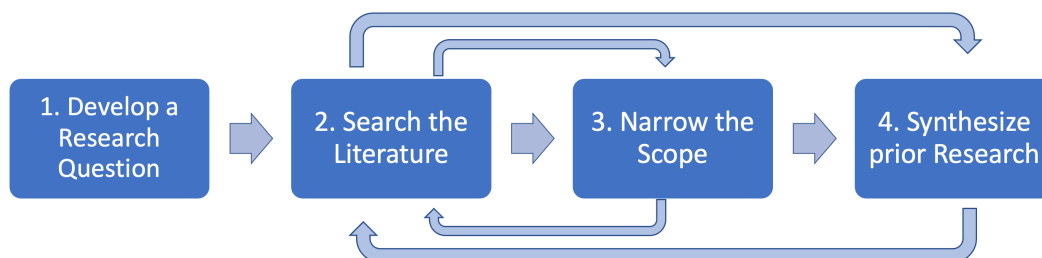 1. Develop a
Research
Question
2. Search the
Literature
3. Narrow the
Scope
4. Synthesize
prior Research